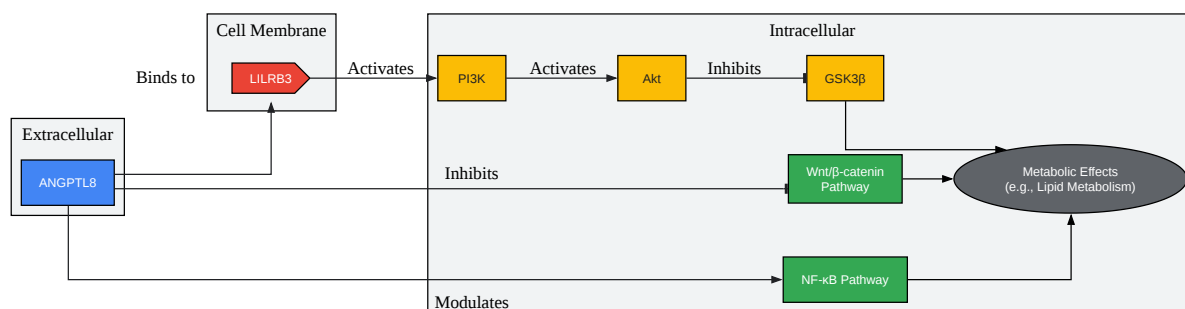 Cell Membrane
Intracellular
Binds to
LILRB3
Activates
PI3K
Activates
Akt
Inhibits
GSK3β
Extracellular
ANGPTL8
Inhibits
Wnt/β-catenin
Pathway
Metabolic Effects
(e.g., Lipid Metabolism)
NF-κB Pathway
Modulates